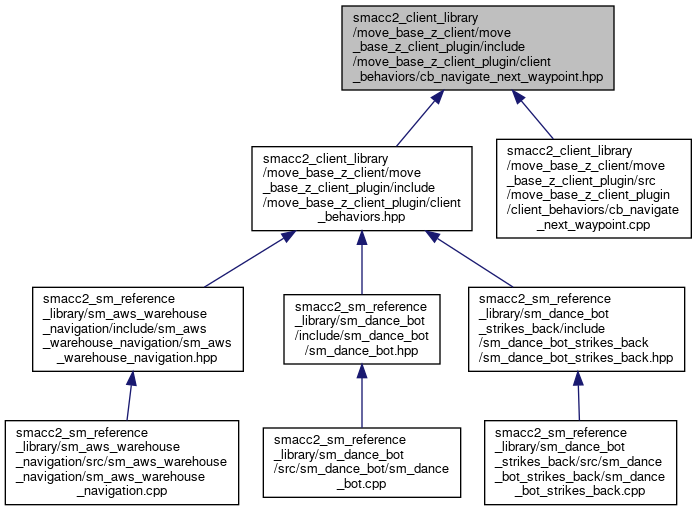 smacc2_client_library
/move_base_z_client/move
_base_z_client_plugin/include
/move_base_z_client_plugin/client
_behaviors/cb_navigate_next_waypoint.hpp
smacc2_client_library
/move_base_z_client/move
_base_z_client_plugin/include
/move_base_z_client_plugin/client
_behaviors.hpp
smacc2_client_library
/move_base_z_client/move
_base_z_client_plugin/src
/move_base_z_client_plugin
/client_behaviors/cb_navigate
_next_waypoint.cpp
smacc2_sm_reference
_library/sm_aws_warehouse
_navigation/include/sm_aws
_warehouse_navigation/sm_aws
_warehouse_navigation.hpp
smacc2_sm_reference
_library/sm_dance_bot
/include/sm_dance_bot
/sm_dance_bot.hpp
smacc2_sm_reference
_library/sm_dance_bot
_strikes_back/include
/sm_dance_bot_strikes_back
/sm_dance_bot_strikes_back.hpp
smacc2_sm_reference
_library/sm_aws_warehouse
_navigation/src/sm_aws_warehouse
_navigation/sm_aws_warehouse
_navigation.cpp
smacc2_sm_reference
_library/sm_dance_bot
/src/sm_dance_bot/sm_dance
_bot.cpp
smacc2_sm_reference
_library/sm_dance_bot
_strikes_back/src/sm_dance
_bot_strikes_back/sm_dance
_bot_strikes_back.cpp